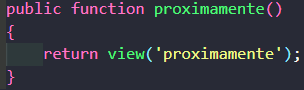 public function proximamente()
{
    return view('proximamente');
}